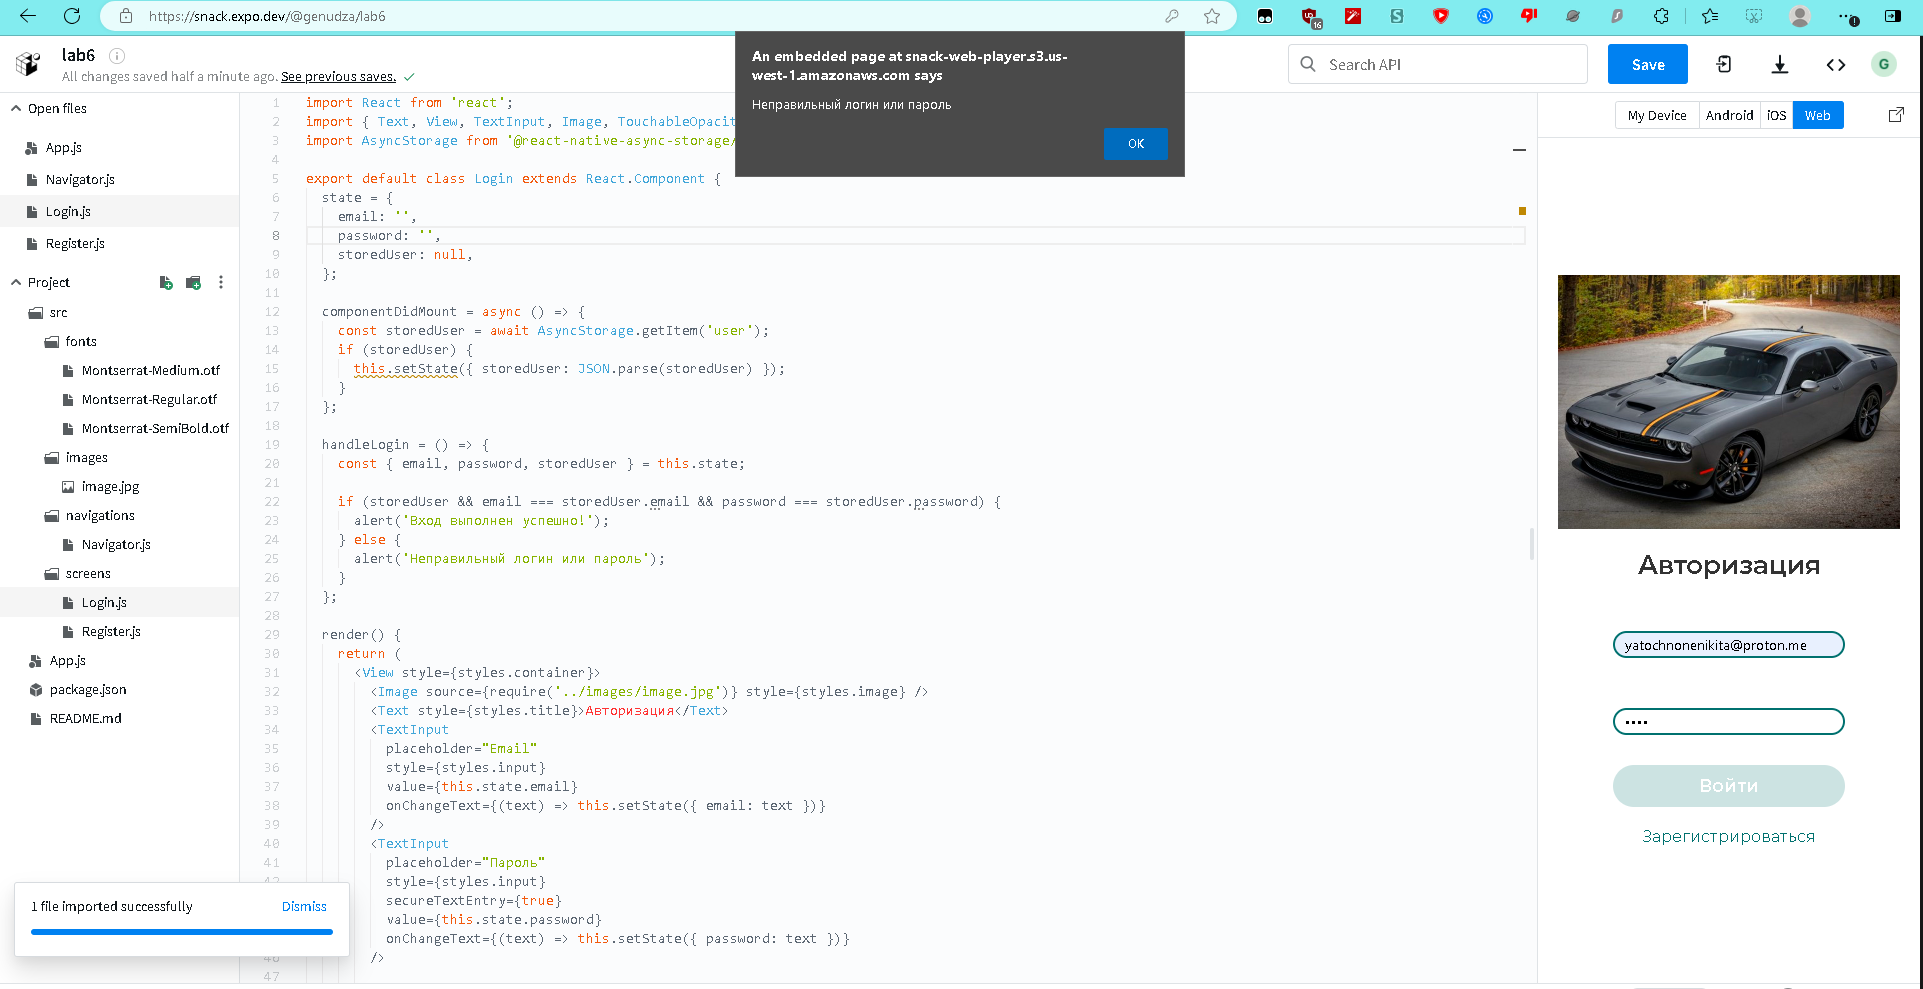 https://snack.expo.dev/@genudza/lab6
16
lab6
All changes saved half a minute ago. See previous saves.
An embedded page at snack-web-player.s3.us-
west-1.amazonaws.com says
Неправильный логин или пароль
OK
Search API
Save
G
Open files
App.js
Navigator.js
Login.js
Register.js
Project
src
fonts
Montserrat-Medium.otf
Montserrat-Regular.otf
Montserrat-SemiBold.otf
images
image.jpg
navigations
Navigator.js
screens
Login.js
Register.js
App.js
package.json
README.md
1 file imported successfully
Dismiss
1 import React from 'react';
2 import { Text, View, TextInput, Image, TouchableOpacit
3 import AsyncStorage from '@react-native-async-storage/
4
5 export default class Login extends React.Component {
6 state = {
7 email: '',
8 password: '',
9 storedUser: null,
10 };
11
12 componentDidMount = async () => {
13 const storedUser = await AsyncStorage.getItem('user');
14 if (storedUser) {
15 this.setState({ storedUser: JSON.parse(storedUser) });
16 }
17 };
18
19 handleLogin = () => {
20 const { email, password, storedUser } = this.state;
21
22 if (storedUser && email === storedUser.email && password === storedUser.password) {
23 alert('Вход выполнен успешно!');
24 } else {
25 alert('Неправильный логин или пароль');
26 }
27 };
28
29 render() {
30 return (
31 <View style={styles.container}>
32 <Image source={require('../images/image.jpg')} style={styles.image} />
33 <Text style={styles.title}>Авторизация</Text>
34 <TextInput
35 placeholder="Email"
36 style={styles.input}
37 value={this.state.email}
38 onChangeText={(text) => this.setState({ email: text })}
39 />
40 <TextInput
41 placeholder="Пароль"
style={styles.input}
secureTextEntry={true}
value={this.state.password}
onChangeText={(text) => this.setState({ password: text })}
46 />
47
My Device
Android
iOS
Web
Авторизация
yatochnonenikita@proton.me
••••
Войти
Зарегистрироваться